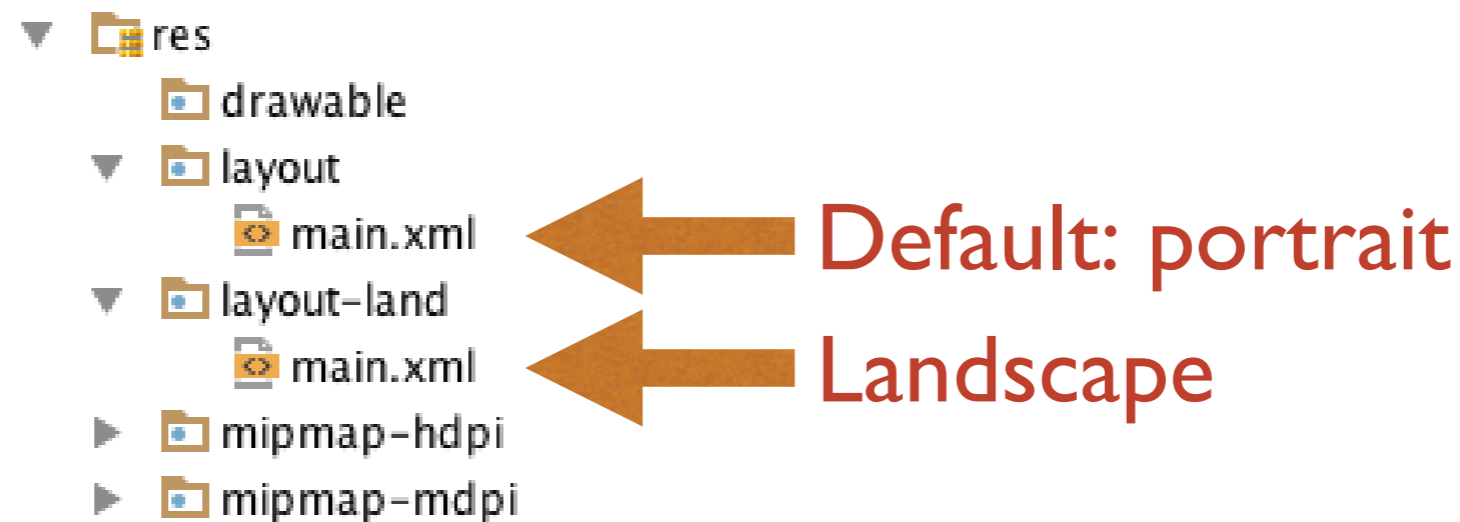 res
drawable
layout
main.xml
Default: portrait
layout-land
main.xml
Landscape
mipmap-hdpi
mipmap-mdpi